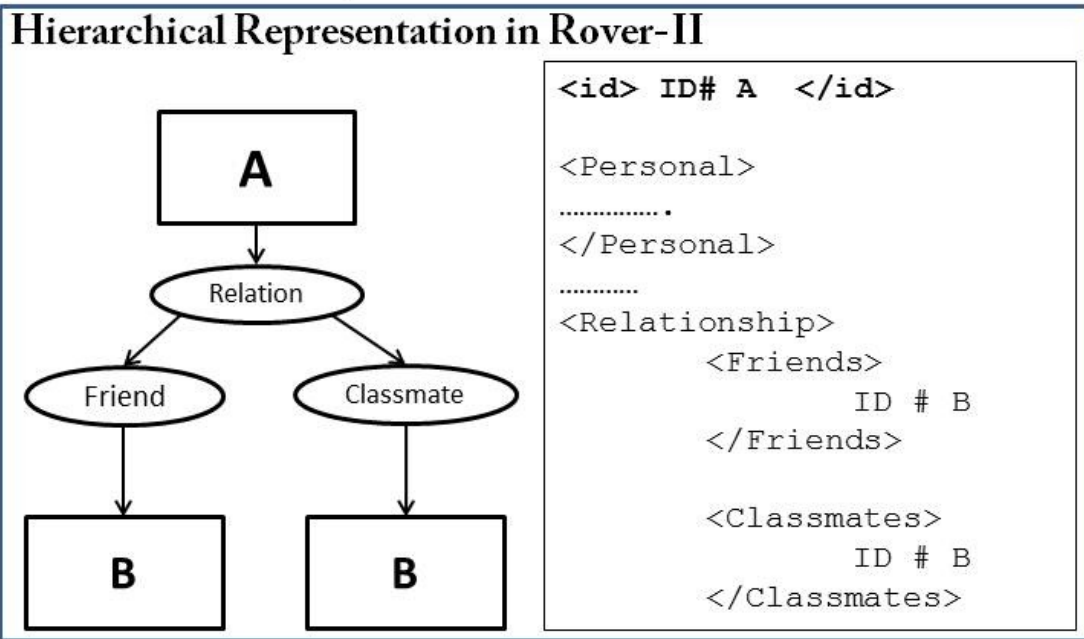 Hierarchical Representation in Rover-II
A
Relation
Friend
Classmate
B
B
<id> ID# A </id>
<Personal>
...............
</Personal>
............
<Relationship>
<Friends>
ID # B
</Friends>
<Classmates>
ID # B
</Classmates>